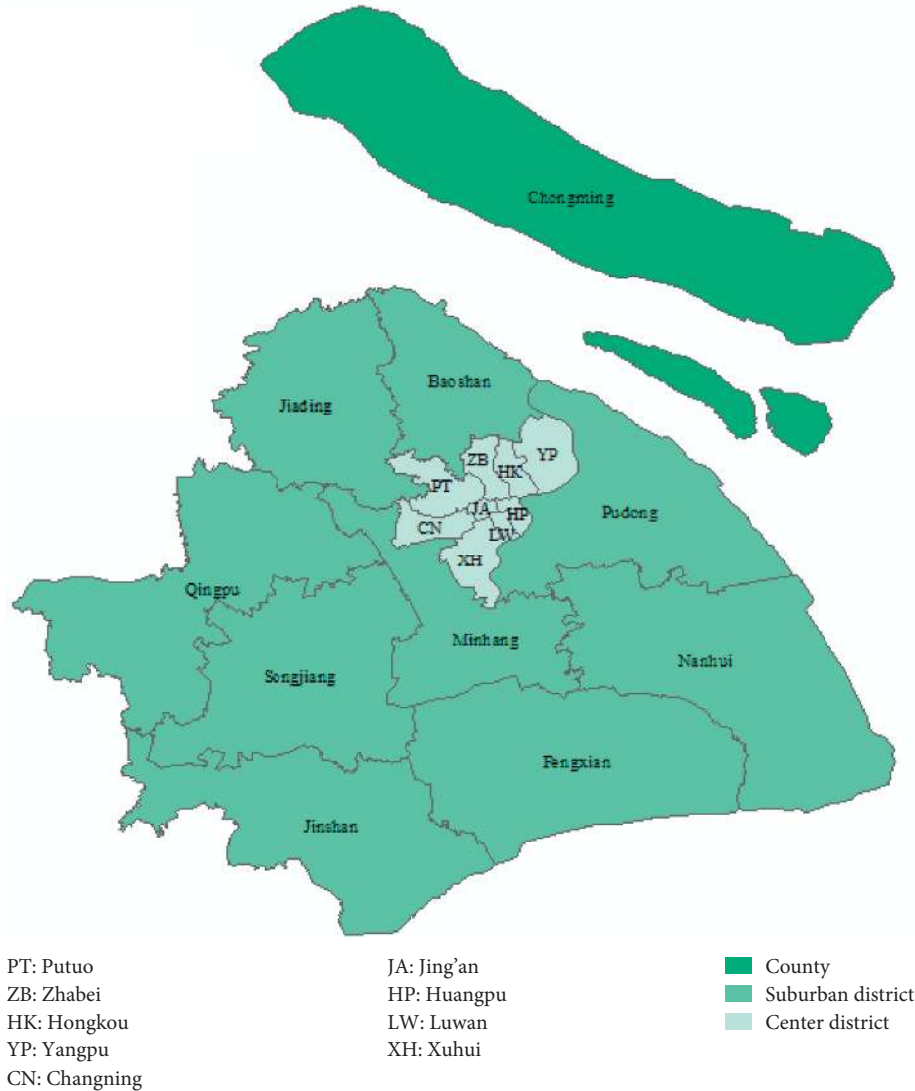 Chongming
Baoshan
Jiading
YP
ZB
HK
PT
JA
HP
Pudong
CN
LW
XH
Qingpu
Minhang
Nanhui
Songjiang
Fengxian
Jinshan
PT: Putuo
ZB: Zhabei
HK: Hongkou
YP: Yangpu
CN: Changning
JA: Jing’an
HP: Huangpu
LW: Luwan
XH: Xuhui
County
Suburban district
Center district